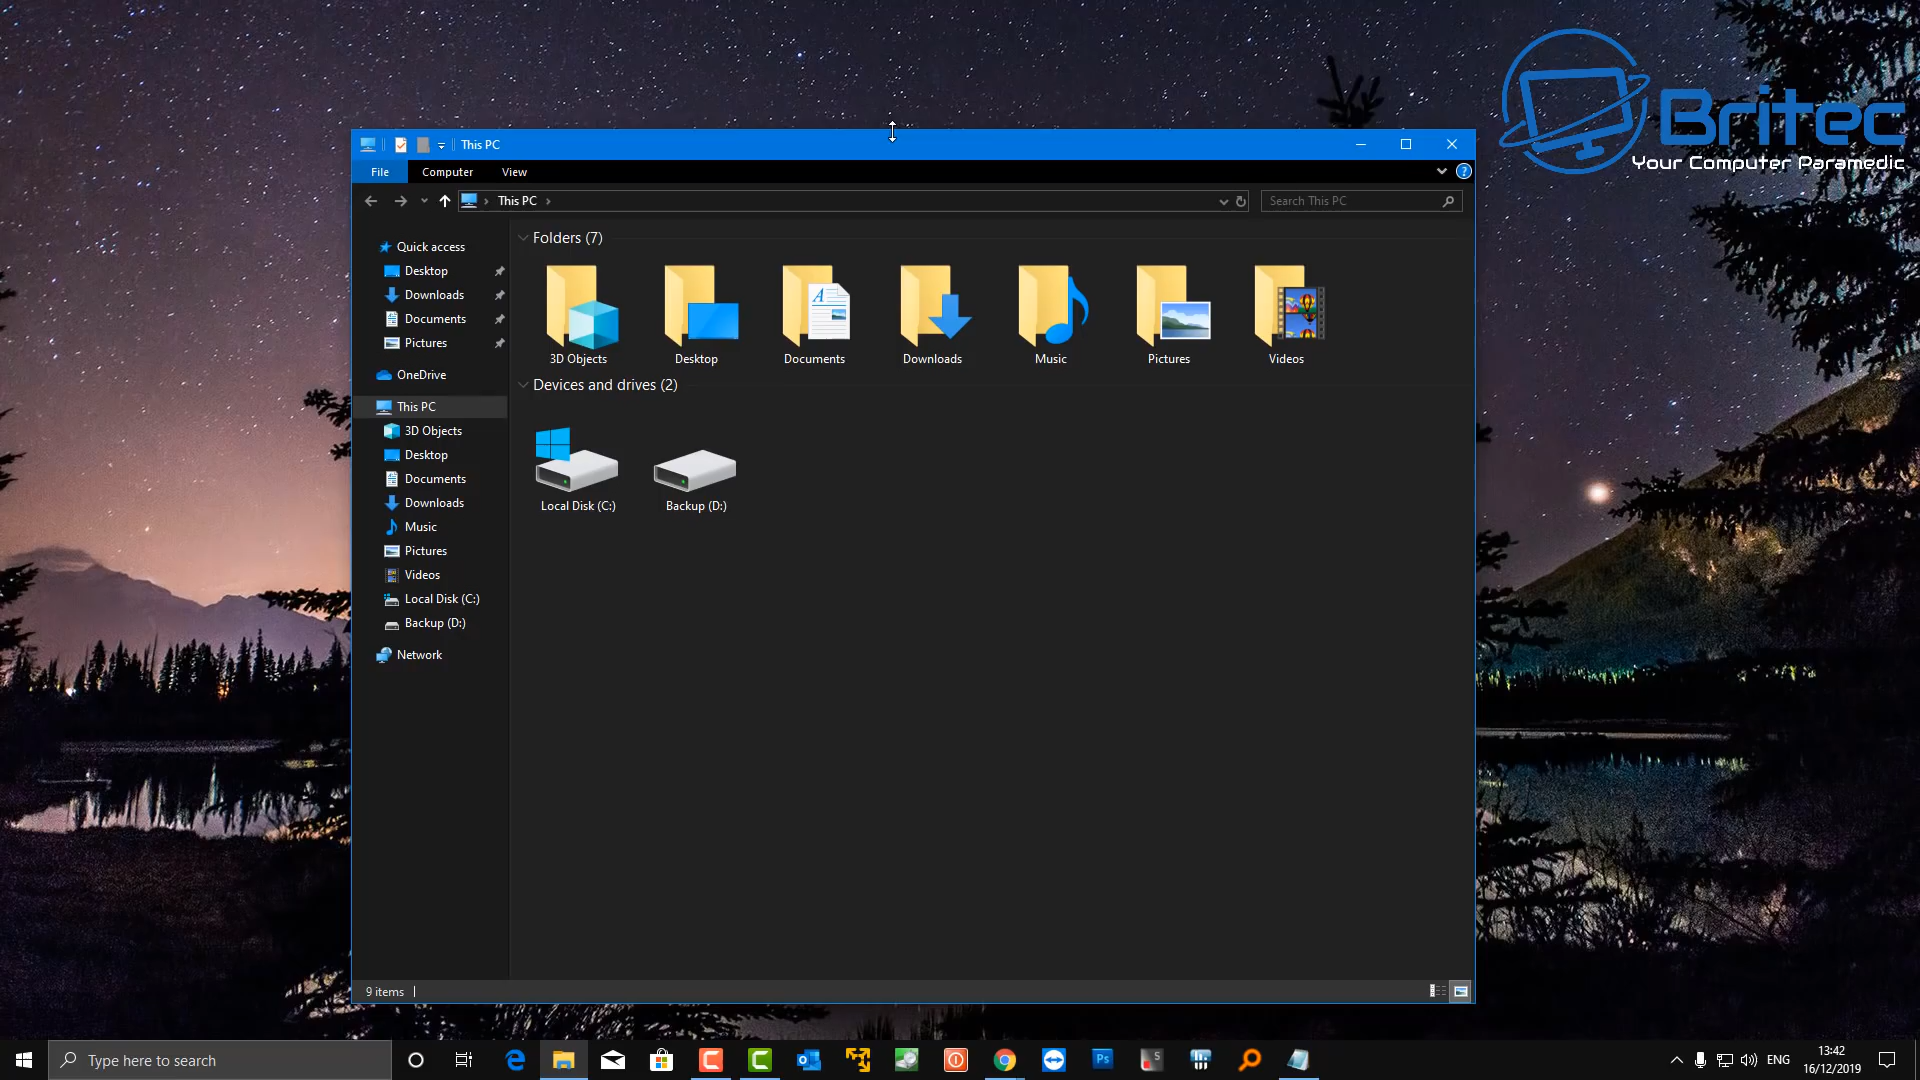 Britec
Your Computer Paramedic
This PC
File Computer View
This PC
Search This PC
Quick access
Desktop
Downloads
Documents
Pictures
OneDrive
This PC
3D Objects
Desktop
Documents
Downloads
Music
Pictures
Videos
Local Disk (C:)
Backup (D:)
Network
Folders (7)
3D Objects Desktop Documents Downloads Music Pictures Videos
Devices and drives (2)
Local Disk (C:) Backup (D:)
9 items
Type here to search
Ps
S
ENG
13:42
16/12/2019